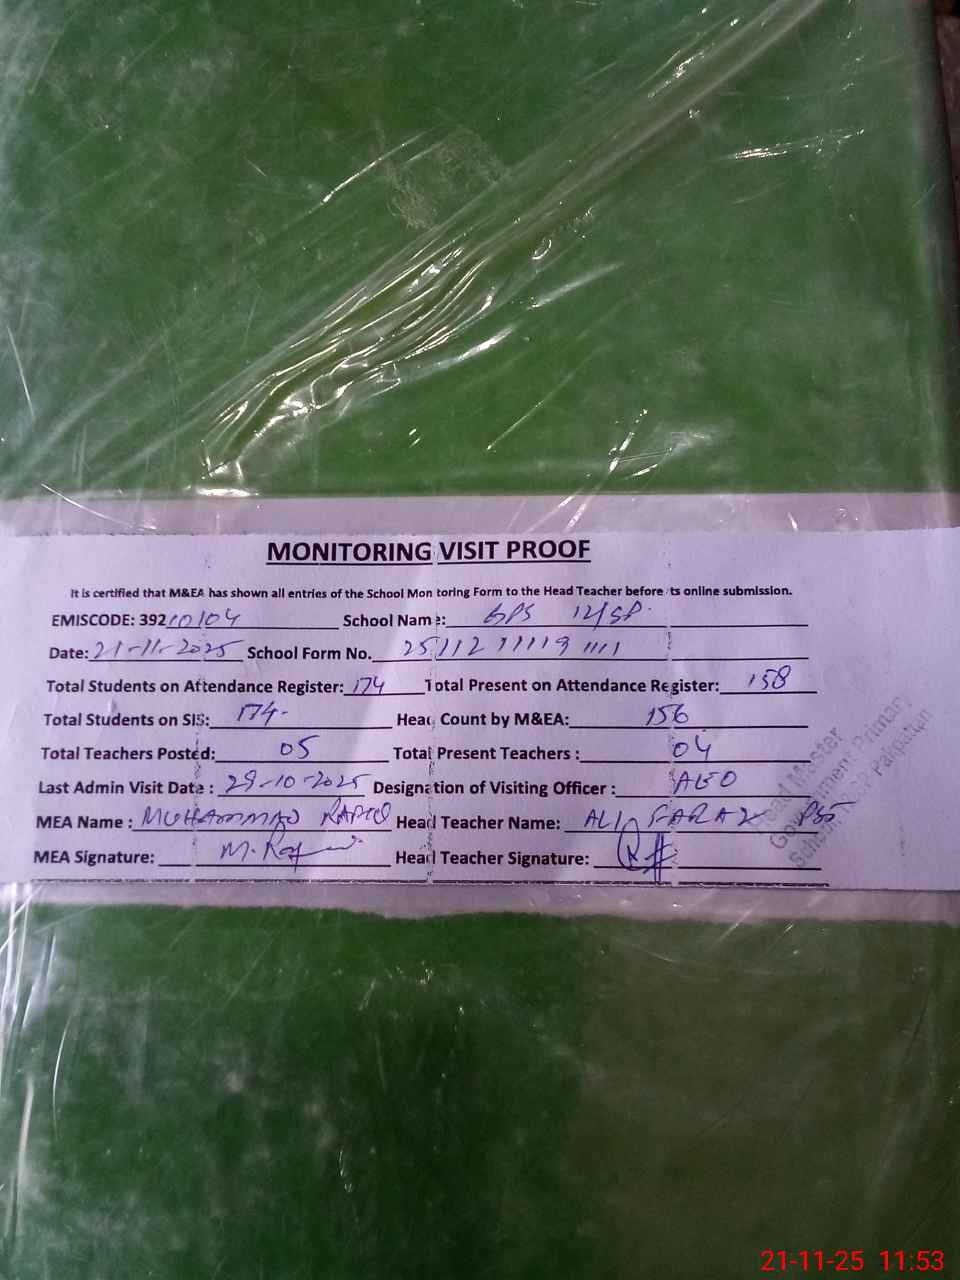 MONITORING VISIT PROOF
It is certified that M&EA has shown all entries of the School Monitoring Form to the Head Teacher before its online submission.
EMISCODE: 39210104 School Name: GPS 12/SP.
Date: 21-11-2025 School Form No. 25112 11119 1111
Total Students on Attendance Register: 174 Total Present on Attendance Register: 158
Total Students on SIS: 174- Head Count by M&EA: 156
Total Teachers Posted: 05 Total Present Teachers : 04
Last Admin Visit Date : 29-10-2025 Designation of Visiting Officer : AEO
MEA Name : MUHAMMAD RAFIQ Head Teacher Name: ALI FARAZ PST
MEA Signature: M. Head Teacher Signature:
Head Master
Government Primary
School Pakpattan
21-11-25 11:53